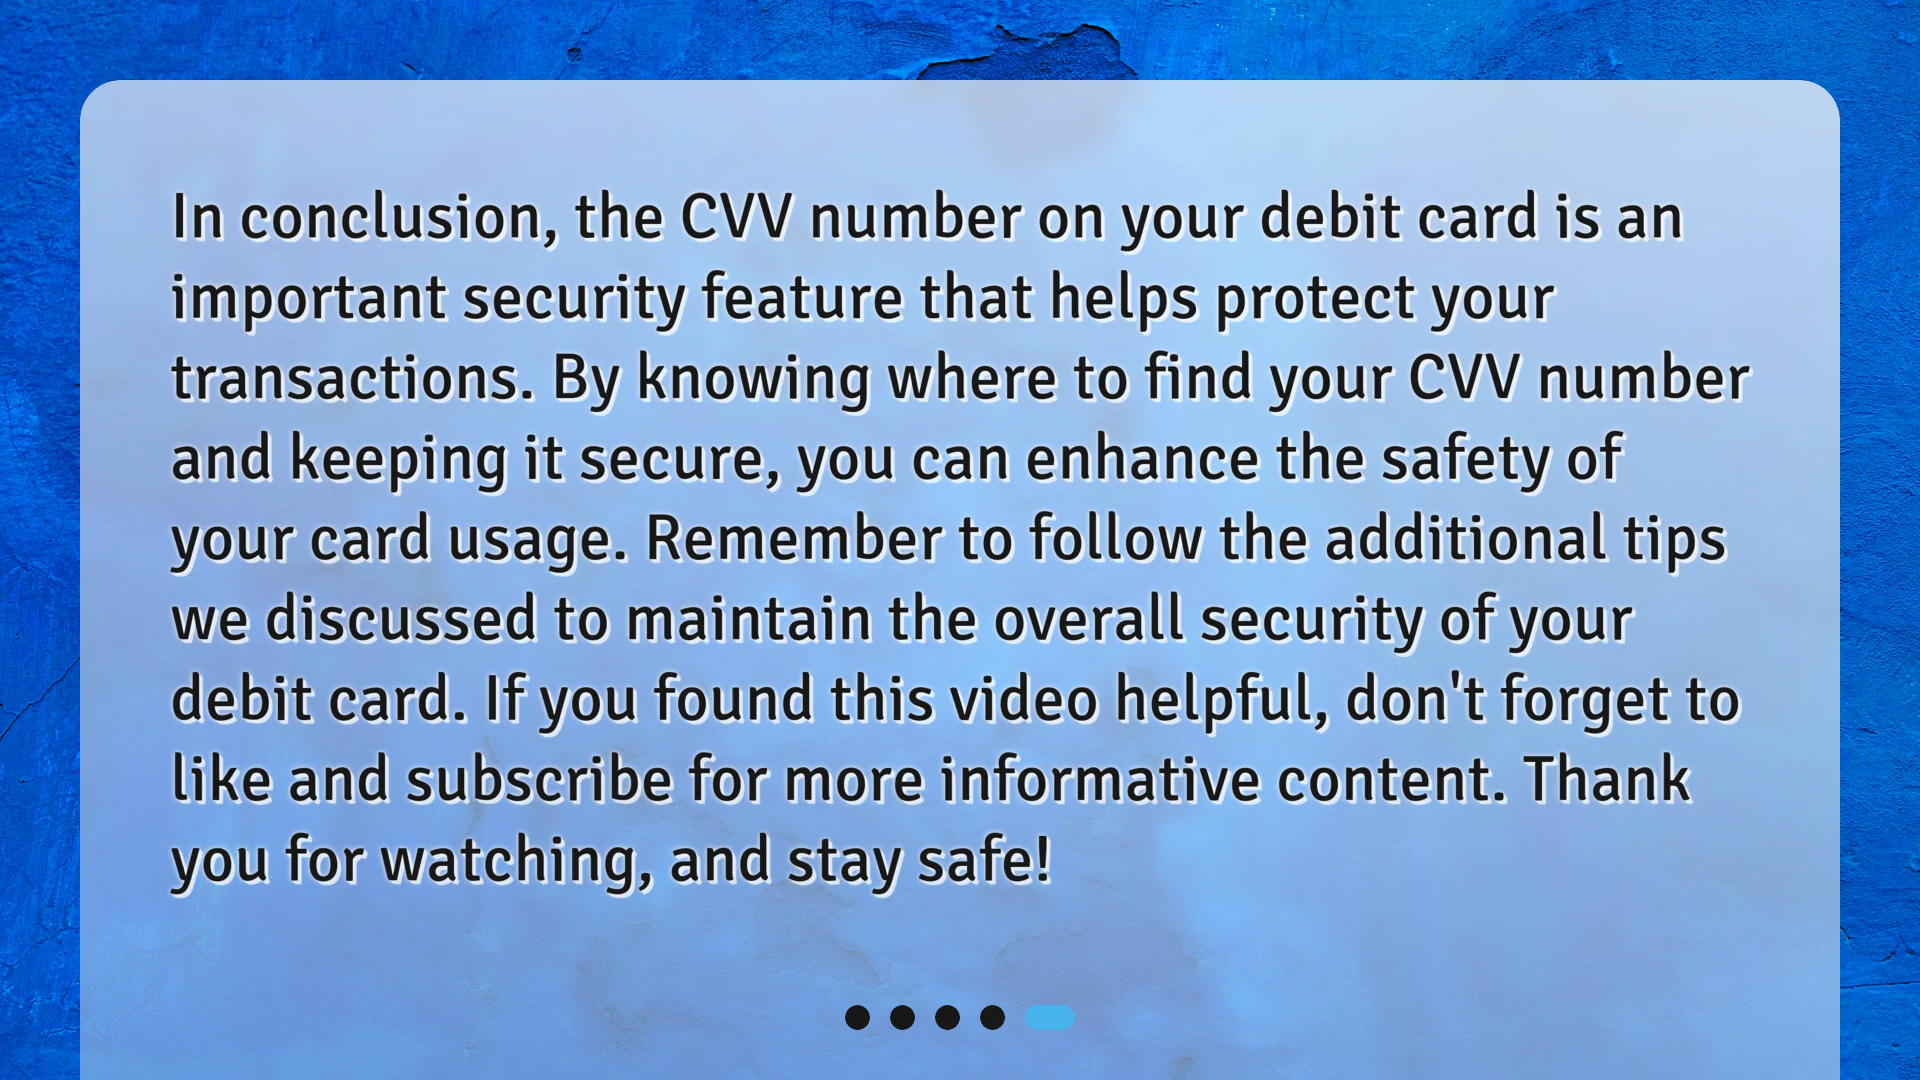 In conclusion, the CVV number on your debit card is an
important security feature that helps protect your
transactions. By knowing where to find your CVV number
and keeping it secure, you can enhance the safety of
your card usage. Remember to follow the additional tips
we discussed to maintain the overall security of your
debit card. If you found this video helpful, don't forget to
like and subscribe for more informative content. Thank
you for watching, and stay safe!